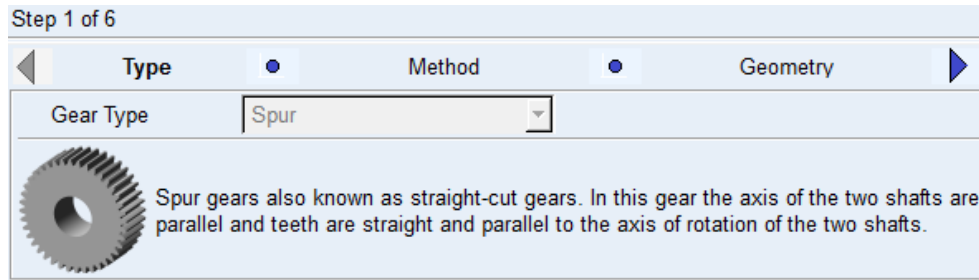 Step 1 of 6
Type Method Geometry
Gear Type Spur
Spur gears also known as straight-cut gears. In this gear the axis of the two shafts are
parallel and teeth are straight and parallel to the axis of rotation of the two shafts.